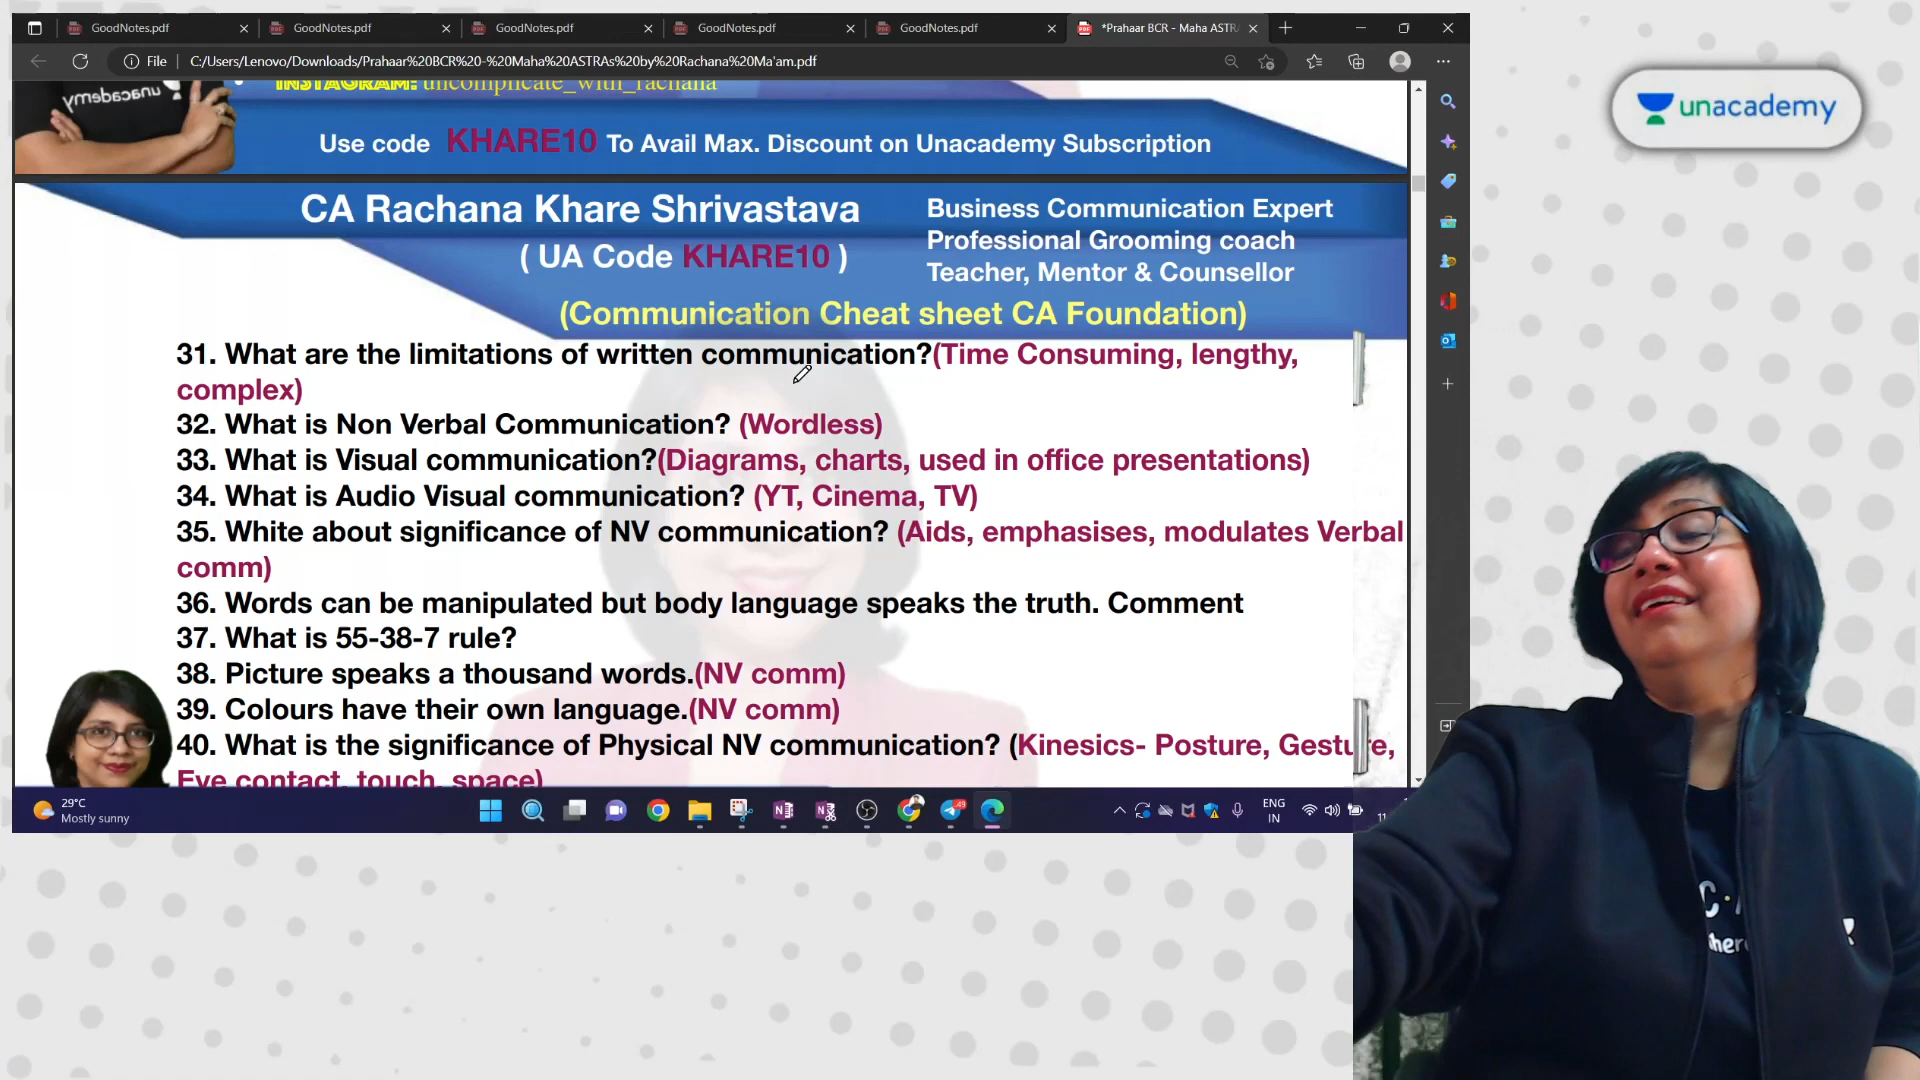 GoodNotes.pdf
GoodNotes.pdf
GoodNotes.pdf
GoodNotes.pdf
GoodNotes.pdf
*Prahaar BCR - Maha ASTR
File
C:/Users/Lenovo/Downloads/Prahaar%20BCR%20-%20Maha%20ASTRAs%20by%20Rachana%20Ma'am.pdf
unacademy
unacademy
INSTAGRAM: uncomplicate_with_rachana
Use code KHARE10 To Avail Max. Discount on Unacademy Subscription
CA Rachana Khare Shrivastava
( UA Code KHARE10 )
Business Communication Expert
Professional Grooming coach
Teacher, Mentor & Counsellor
(Communication Cheat sheet CA Foundation)
31. What are the limitations of written communication?(Time Consuming, lengthy,
complex)
32. What is Non Verbal Communication? (Wordless)
33. What is Visual communication?(Diagrams, charts, used in office presentations)
34. What is Audio Visual communication? (YT, Cinema, TV)
35. White about significance of NV communication? (Aids, emphasises, modulates Verbal
comm)
36. Words can be manipulated but body language speaks the truth. Comment
37. What is 55-38-7 rule?
38. Picture speaks a thousand words.(NV comm)
39. Colours have their own language.(NV comm)
40. What is the significance of Physical NV communication? (Kinesics- Posture, Gesture,
Eye contact, touch, space)
29°C
Mostly sunny
49
ENG
IN